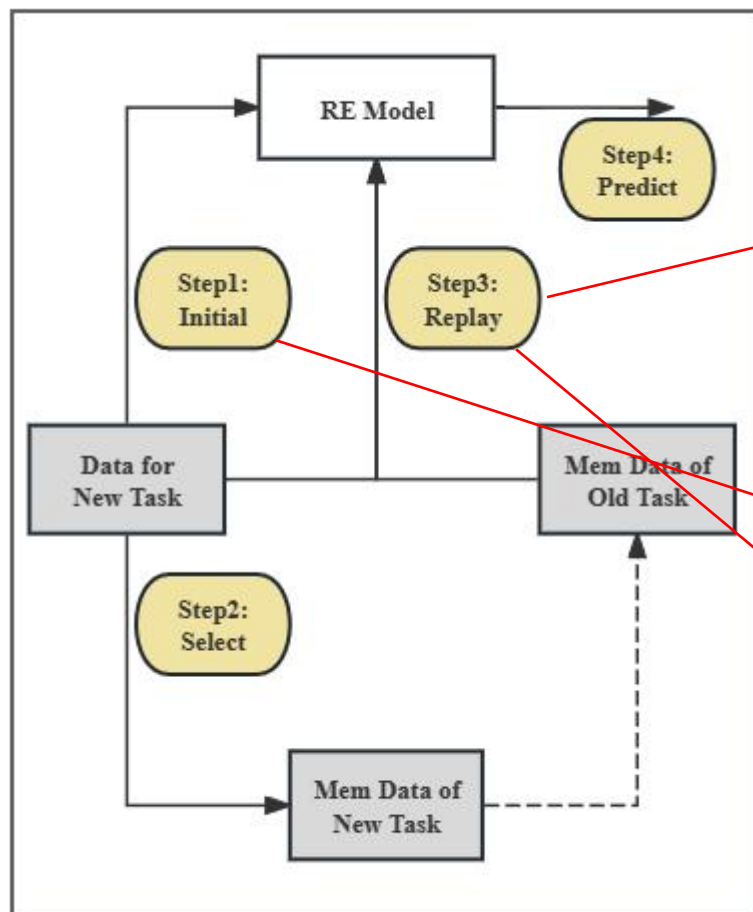 RE Model
Step4:
Predict
Step1:
Initial
Step3:
Replay
Data for
New Task
Mem Data of
Old Task
Step2:
Select
Mem Data of
New Task